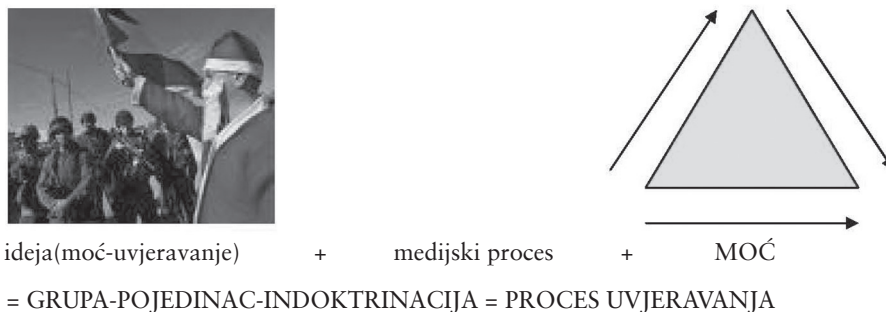 ideja(moć-uvjeravanje) + medijski proces + MOĆ
= GRUPA-POJEDINAC-INDOKTRINACIJA = PROCES UVJERAVANJA